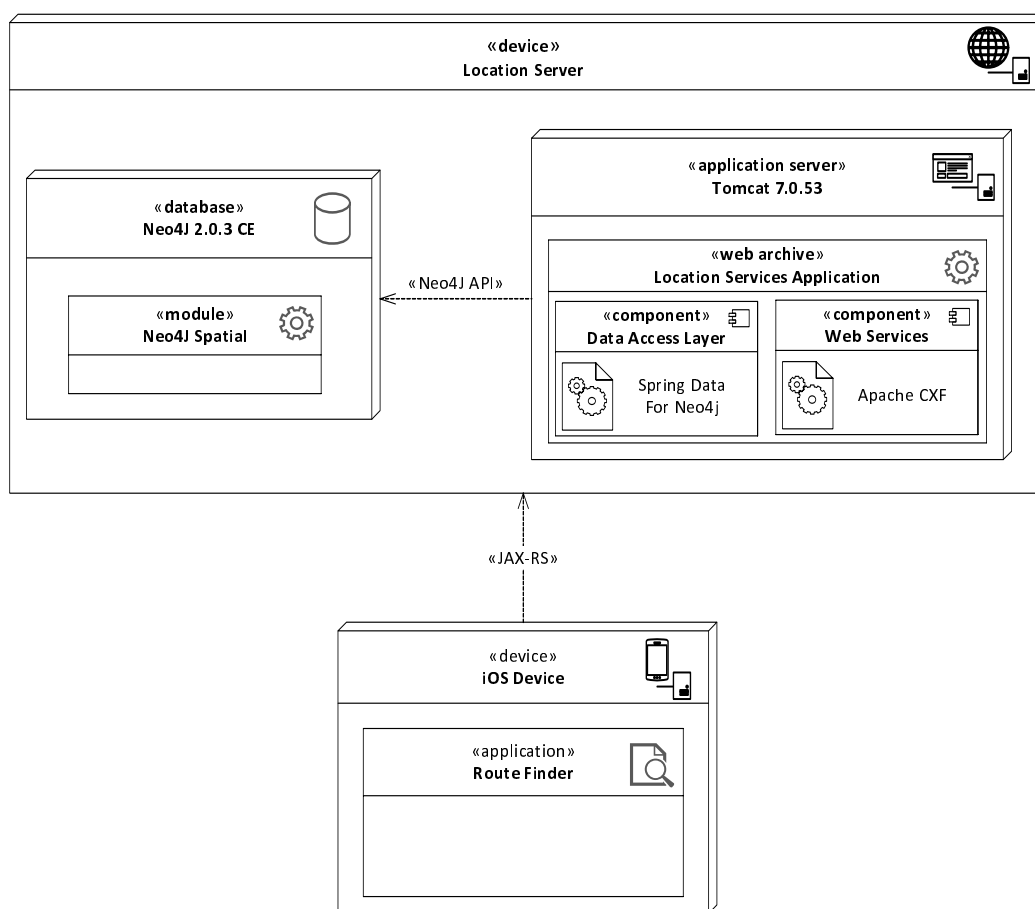 «device»
Location Server
«database»
Neo4J 2.0.3 CE
«module»
Neo4J Spatial
«Neo4J API»
«application server»
Tomcat 7.0.53
«web archive»
Location Services Application
«component»
Data Access Layer
Spring Data
For Neo4j
«component»
Web Services
Apache CXF
«JAX-RS»
«device»
iOS Device
«application»
Route Finder